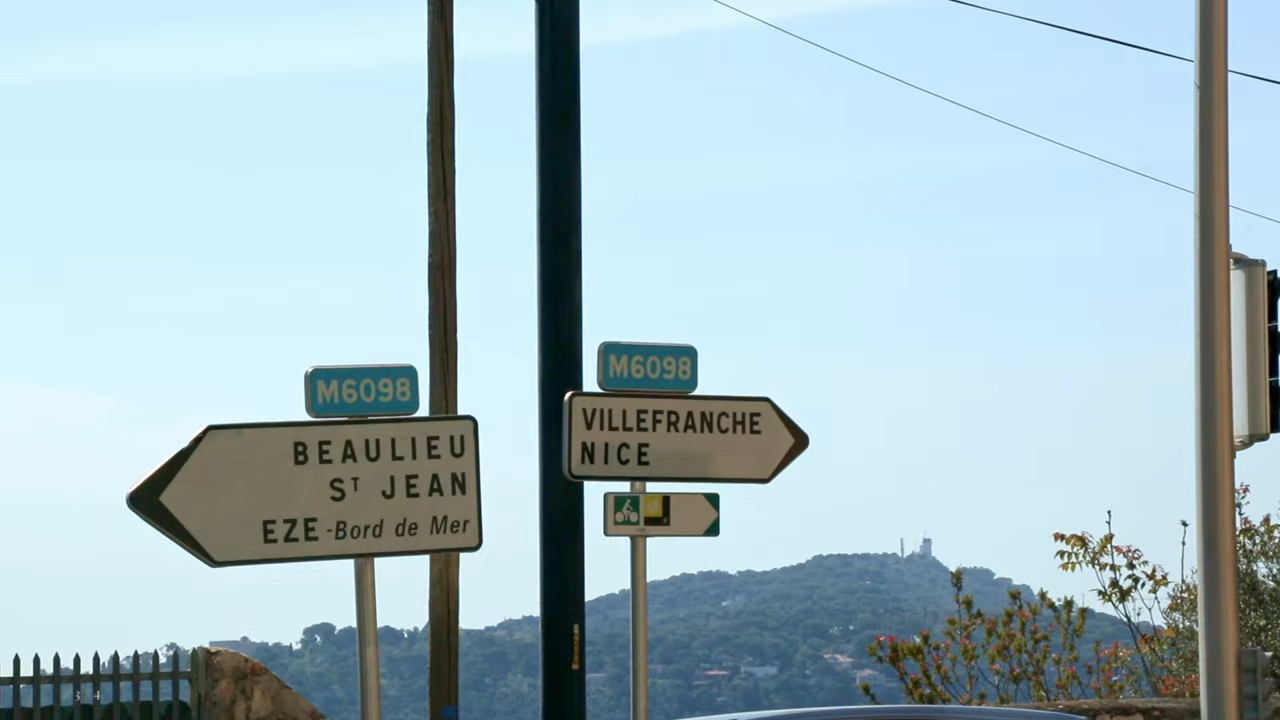 M6098
BEAULIEU
ST JEAN
EZE-Bord de Mer
M6098
VILLEFRANCHE
NICE